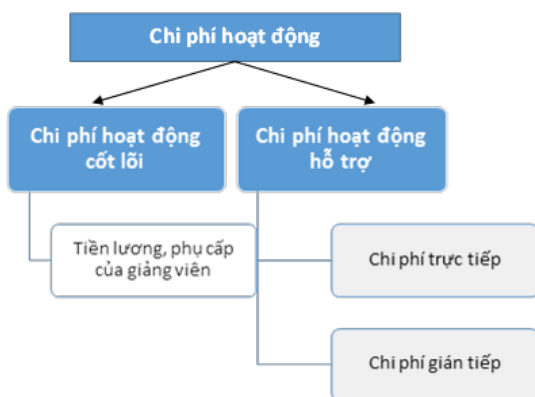 Chi phí hoạt động
Chi phí hoạt động
cốt lõi
Chi phí hoạt động
hỗ trợ
Tiền lương, phụ cấp
của giảng viên
Chi phí trực tiếp
Chi phí gián tiếp